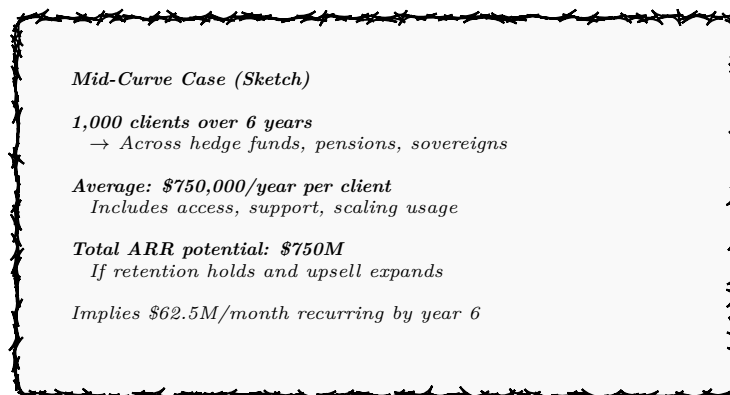 Mid-Curve Case (Sketch)
1,000 clients over 6 years
→ Across hedge funds, pensions, sovereigns
Average: $750,000/year per client
Includes access, support, scaling usage
Total ARR potential: $750M
If retention holds and upsell expands
Implies $62.5M/month recurring by year 6